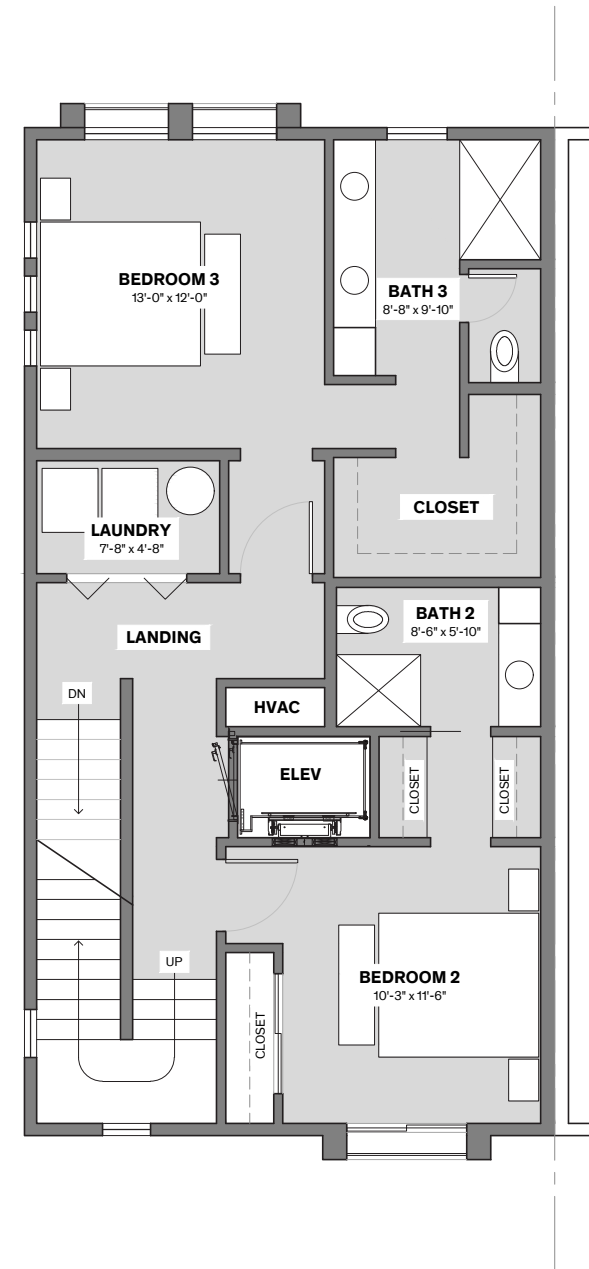 BEDROOM 3
13'-0" x 12'-0"
BATH 3
8'-8" x 9'-10"
CLOSET
LAUNDRY
7'-8" x 4'-8"
BATH 2
8'-6" x 5'-10"
LANDING
DN
HVAC
ELEV
CLOSET
CLOSET
UP
BEDROOM 2
10'-3" x 11'-6"
CLOSET